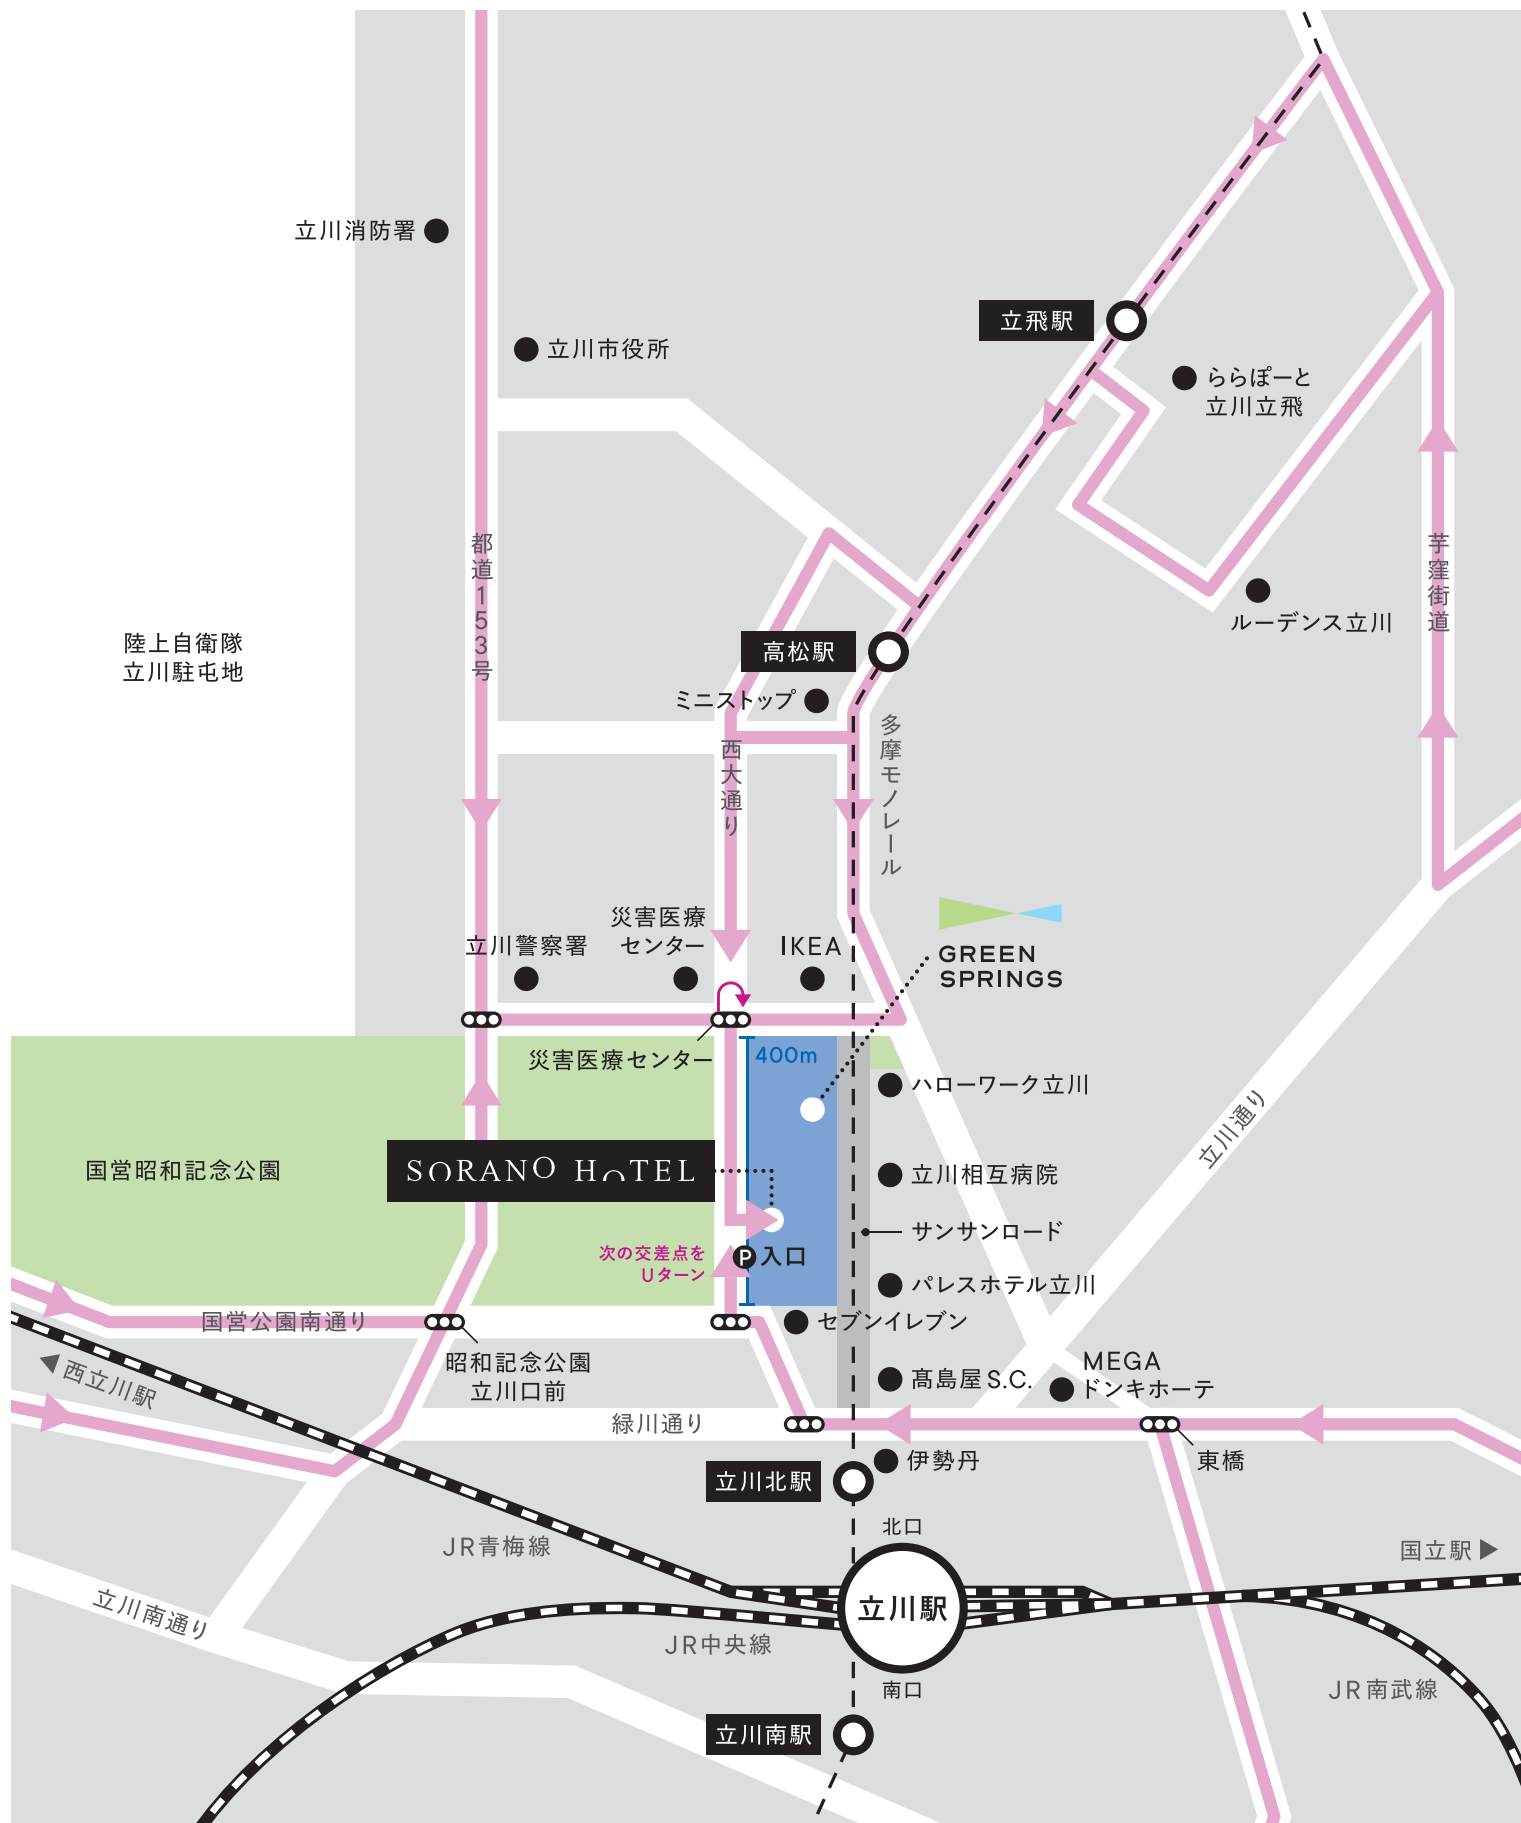 立川消防署
立飛駅
立川市役所
ららぽーと
立川立飛
都道153号
芋窪街道
ルーデンス立川
陸上自衛隊
立川駐屯地
高松駅
ミニストップ
多摩モノレール
西大通り
災害医療
センター
立川警察署
IKEA
GREEN
SPRINGS
災害医療センター
400m
ハローワーク立川
立川通り
国営昭和記念公園
SORANO HOTEL
立川相互病院
サンサンロード
次の交差点を
Uターン
P入口
パレスホテル立川
国営公園南通り
セブンイレブン
昭和記念公園
立川口前
◀西立川駅
髙島屋S.C.
MEGA
ドンキホーテ
緑川通り
伊勢丹
東橋
立川北駅
北口
JR青梅線
国立駅▶
立川駅
立川南通り
JR中央線
南口
JR南武線
立川南駅